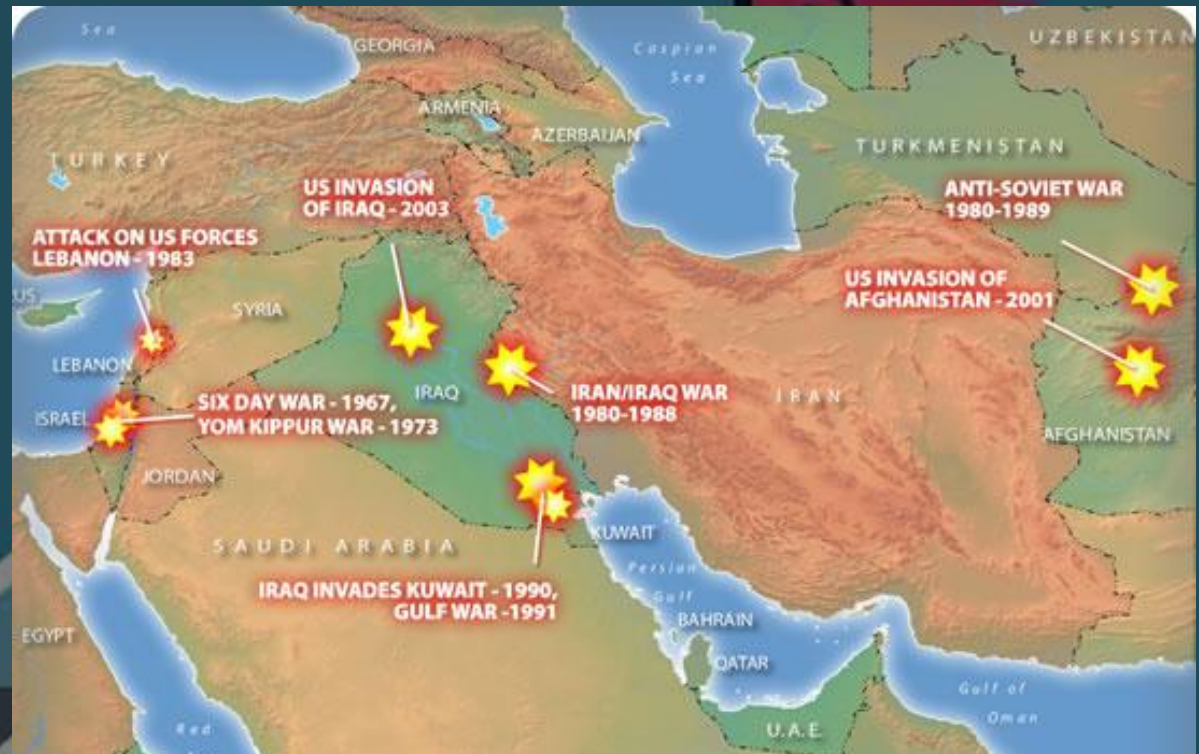 Sea
GEORGIA
Caspian
Sea
UZBEKISTAN
ARMENIA
AZERBAIJAN
TURKMENISTAN
TURKEY
US INVASION
OF IRAQ - 2003
ANTI-SOVIET WAR
1980-1989
ATTACK ON US FORCES
LEBANON - 1983
US INVASION OF
AFGHANISTAN - 2001
US
SYRIA
LEBANON
IRAQ
IRAN/IRAQ WAR
1980-1988
IRAN
SIX DAY WAR - 1967,
YOM KIPPUR WAR - 1973
ISRAEL
AFGHANISTAN
JORDAN
KUWAIT
SAUDI ARABIA
Persian
Gulf
IRAQ INVADES KUWAIT - 1990,
GULF WAR -1991
BAHRAIN
EGYPT
QATAR
Gulf of
Oman
Red
U.A.E.